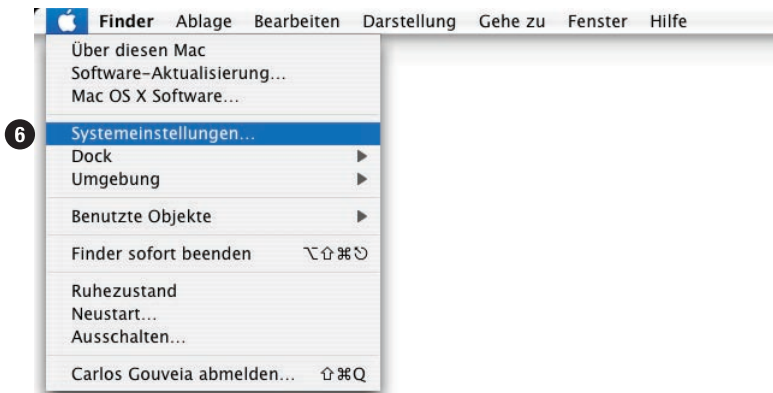 Finder Ablage Bearbeiten Darstellung Gehe zu Fenster Hilfe
Über diesen Mac
Software-Aktualisierung...
Mac OS X Software...
6 Systemeinstellungen...
Dock
Umgebung
Benutzte Objekte
Finder sofort beenden ⌥⇧⌘⎋
Ruhezustand
Neustart...
Ausschalten...
Carlos Gouveia abmelden... ⇧⌘Q